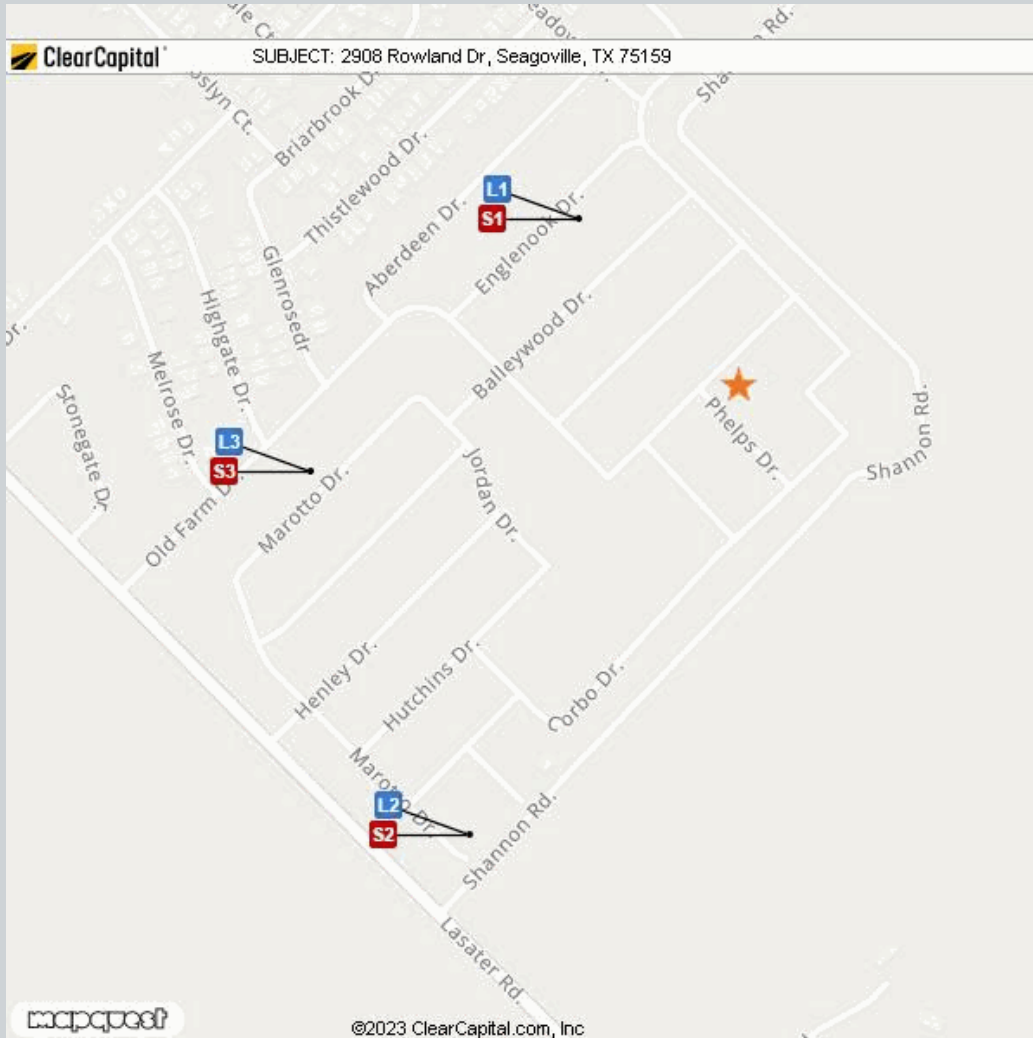 ClearCapital
SUBJECT: 2908 Rowland Dr, Seagoville, TX 75159
Briarbrook D
Thistlewood Dr.
Aberdeen Dr.
Englenook Dr.
L1
S1
Glenrosedr
Highgate Dr.
Balleywood Dr.
Melrose Dr.
Stonegate Dr
Phelps Dr.
Shannon Rd.
L3
S3
Old Farm Dr.
Marotto Dr.
Jordan Dr.
Henley Dr.
Hutchins Dr.
Corbo Dr.
Marotto Dr.
L2
S2
Shannon Rd.
Lasater Rd.
mapquest
©2023 ClearCapital.com, Inc